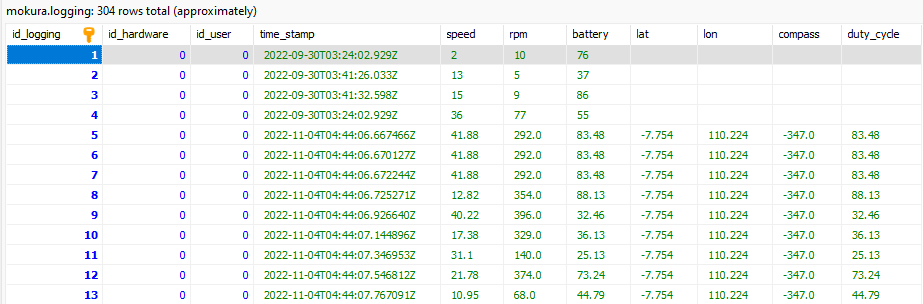 mokura.logging: 304 rows total (approximately)
id_logging id_hardware id_user time_stamp speed rpm battery lat lon compass duty_cycle
1 0 0 2022-09-30T03:24:02.929Z 2 10 76
2 0 0 2022-09-30T03:41:26.033Z 13 5 37
3 0 0 2022-09-30T03:41:32.598Z 15 9 86
4 0 0 2022-09-30T03:24:02.929Z 36 77 55
5 0 0 2022-11-04T04:44:06.667466Z 41.88 292.0 83.48 -7.754 110.224 -347.0 83.48
6 0 0 2022-11-04T04:44:06.670127Z 41.88 292.0 83.48 -7.754 110.224 -347.0 83.48
7 0 0 2022-11-04T04:44:06.672244Z 41.88 292.0 83.48 -7.754 110.224 -347.0 83.48
8 0 0 2022-11-04T04:44:06.725271Z 12.82 354.0 88.13 -7.754 110.224 -347.0 88.13
9 0 0 2022-11-04T04:44:06.926640Z 40.22 396.0 32.46 -7.754 110.224 -347.0 32.46
10 0 0 2022-11-04T04:44:07.144896Z 17.38 329.0 36.13 -7.754 110.224 -347.0 36.13
11 0 0 2022-11-04T04:44:07.346953Z 31.1 140.0 25.13 -7.754 110.224 -347.0 25.13
12 0 0 2022-11-04T04:44:07.546812Z 21.78 374.0 73.24 -7.754 110.224 -347.0 73.24
13 0 0 2022-11-04T04:44:07.767091Z 10.95 68.0 44.79 -7.754 110.224 -347.0 44.79